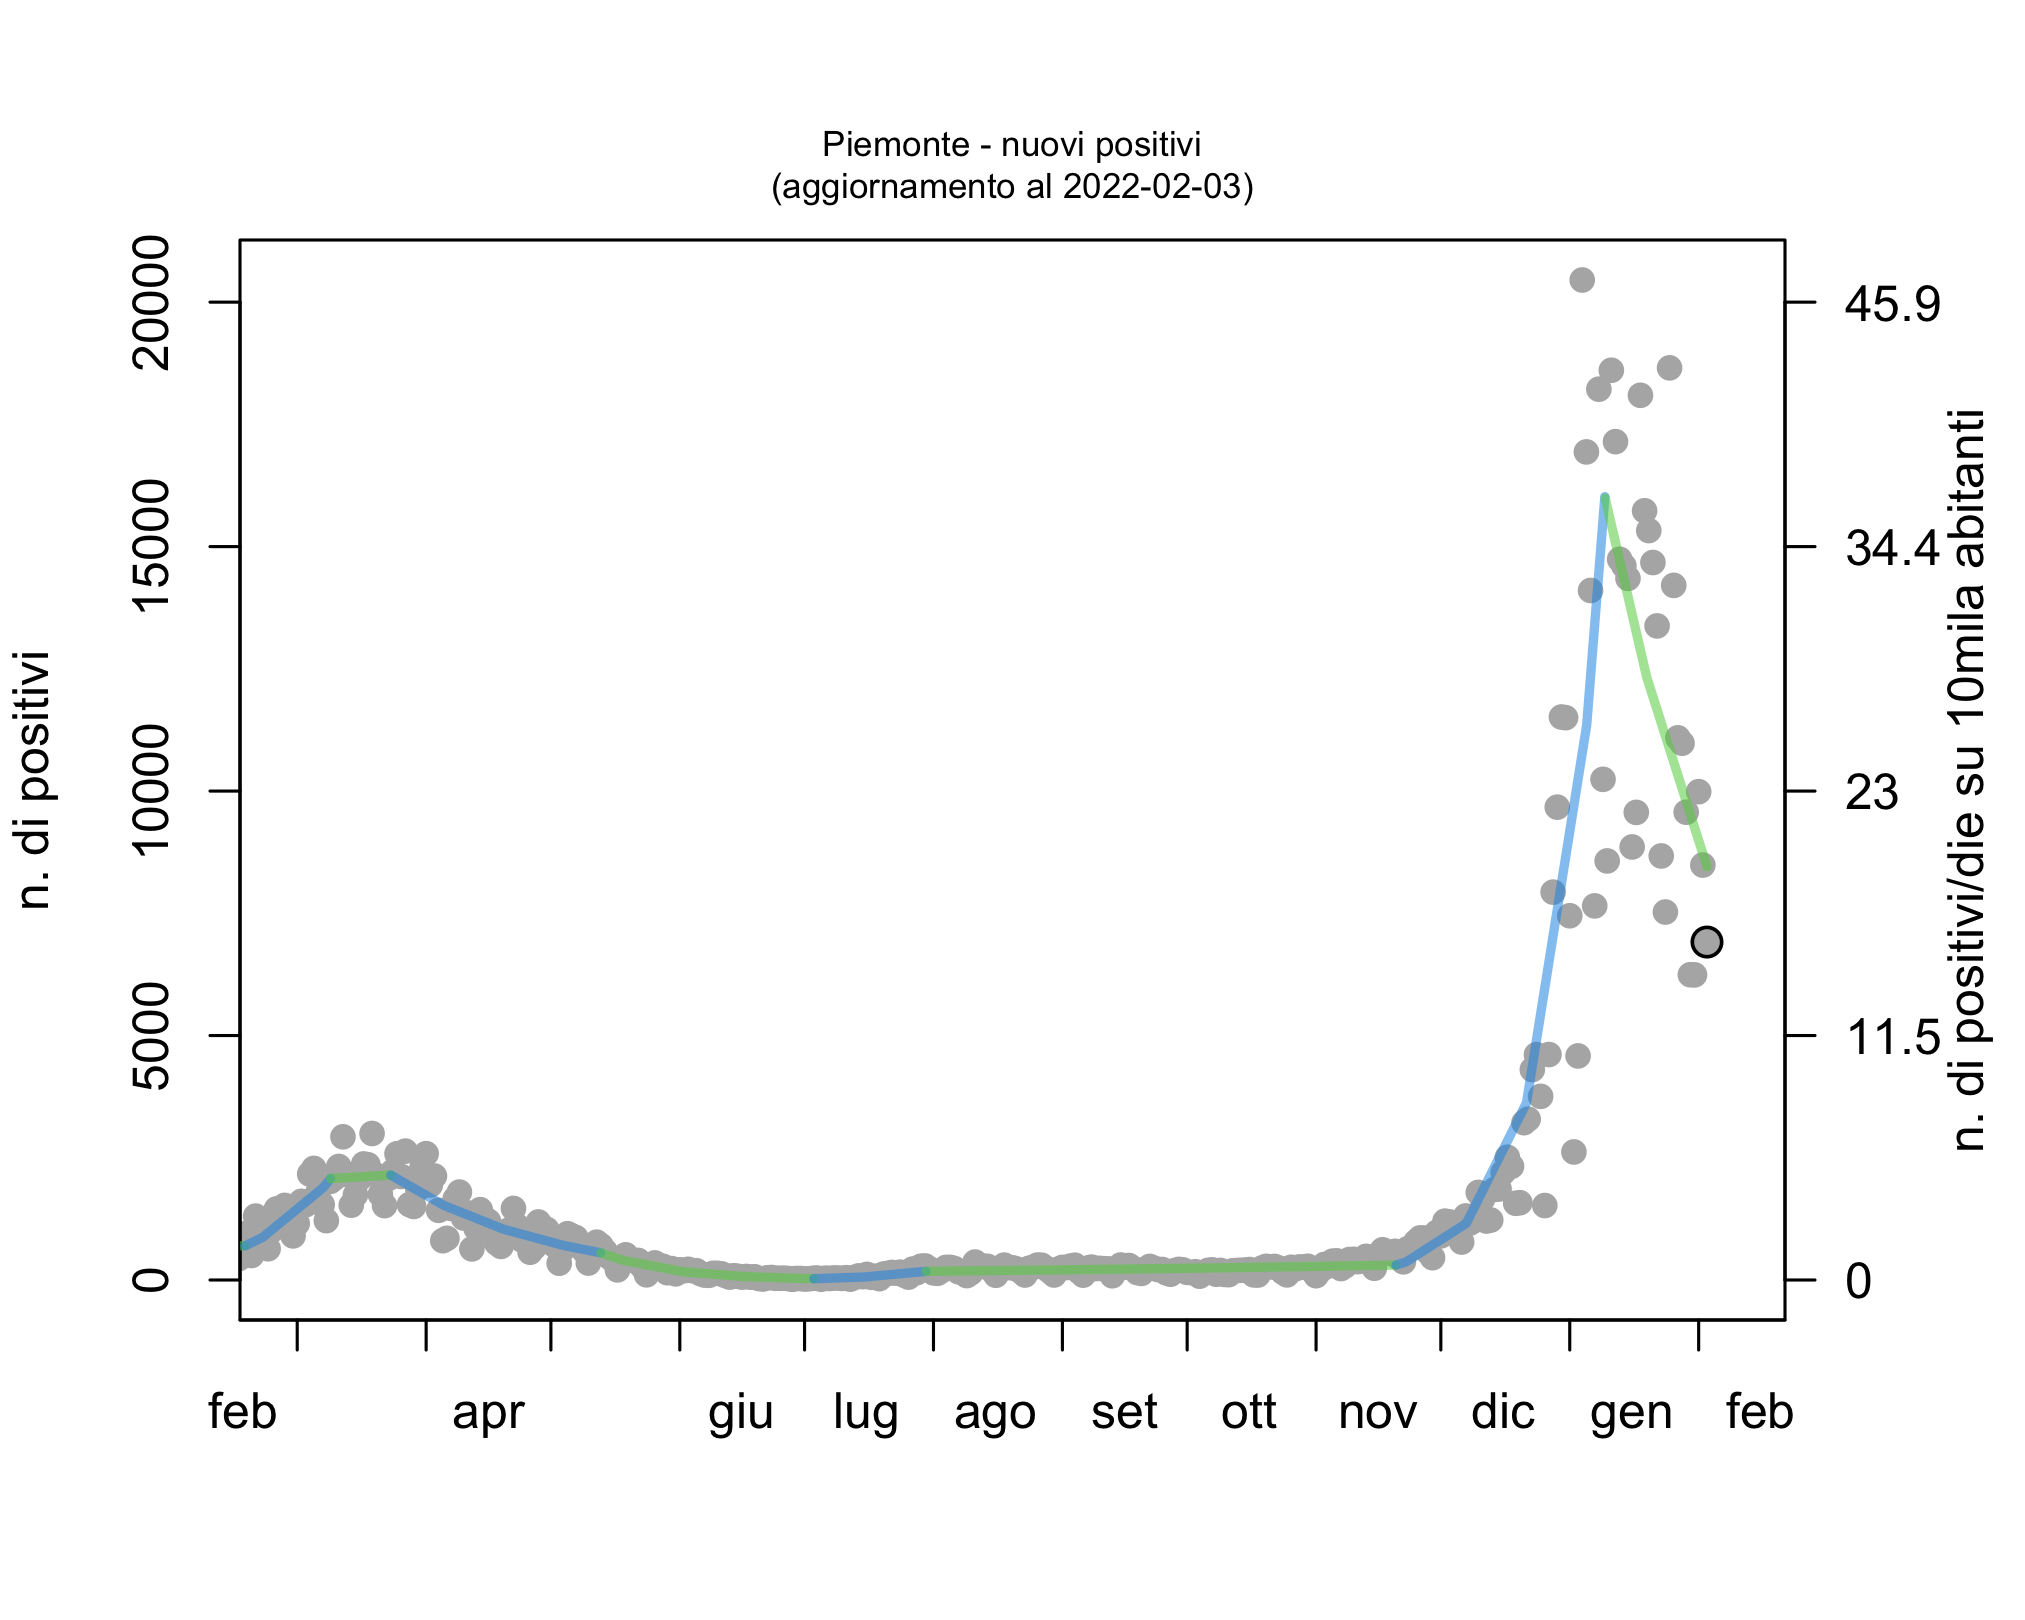 Piemonte - nuovi positivi
(aggiornamento al 2022-02-03)
n. di positivi
20000
15000
10000
5000
0
45.9
34.4
23
11.5
0
n. di positivi/die su 10mila abitanti
feb apr giu lug ago set ott nov dic gen feb